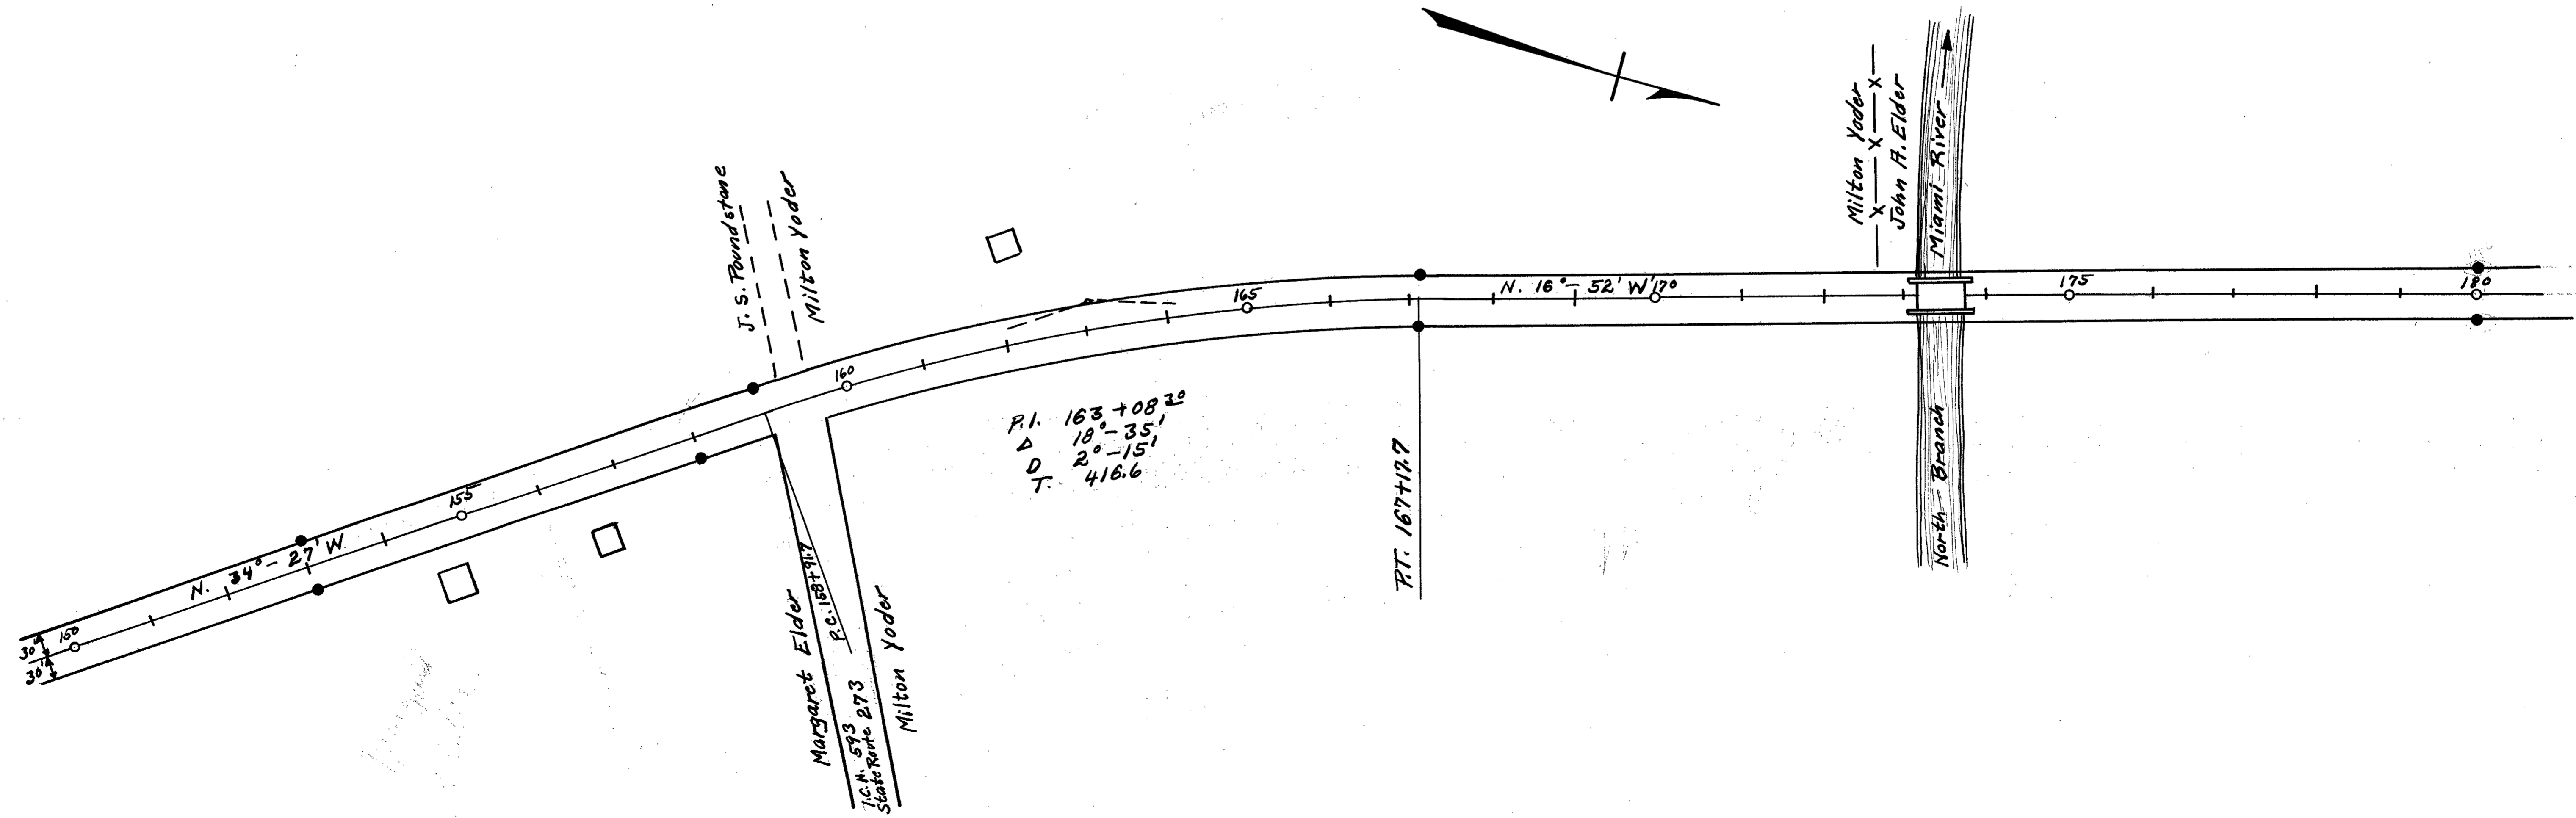 30'
30'
150
N. 34° - 27' W
155
J. S. Poundstone
Milton Yoder
160
Margaret Elder
P.C. 158+91.7
I.C.H. 593
State Route 273
Milton Yoder
P.I. 163+08 30
Δ 18°-35'
D 2°-15'
T. 416.6
165
P.T. 167+17.7
N. 16° - 52' W
170
Milton Yoder
X X X X
John A. Elder
Miami River
North Branch
175
180